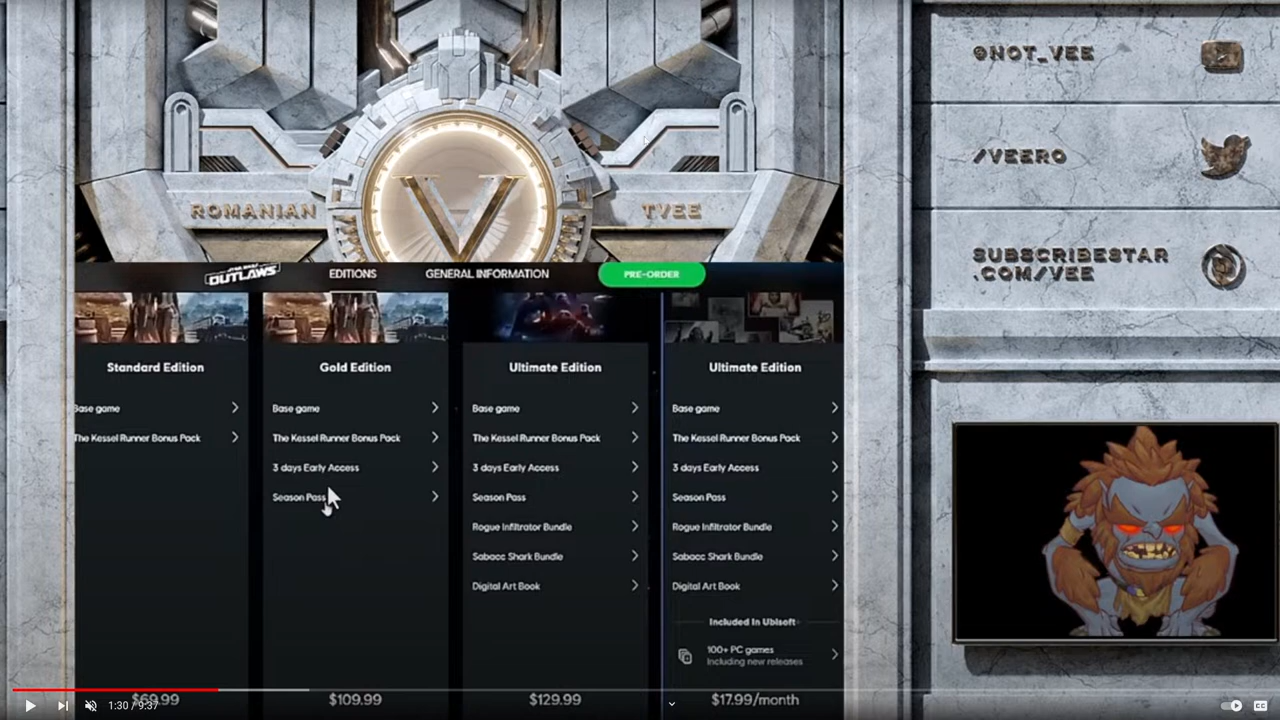 @NOT_VEE
/VEERO
SUBSCRIBESTAR
.COM/VEE
ROMANIAN
TVEE
STAR WARS
OUTLAWS
EDITIONS
GENERAL INFORMATION
PRE-ORDER
Standard Edition
Base game
The Kessel Runner Bonus Pack
$69.99
Gold Edition
Base game
The Kessel Runner Bonus Pack
3 days Early Access
Season Pass
$109.99
Ultimate Edition
Base game
The Kessel Runner Bonus Pack
3 days Early Access
Season Pass
Rogue Infiltrator Bundle
Sabacc Shark Bundle
Digital Art Book
$129.99
Ultimate Edition
Base game
The Kessel Runner Bonus Pack
3 days Early Access
Season Pass
Rogue Infiltrator Bundle
Sabacc Shark Bundle
Digital Art Book
Included in Ubisoft+
100+ PC games
Including new releases
$17.99/month
1:30 / 9:37
CC